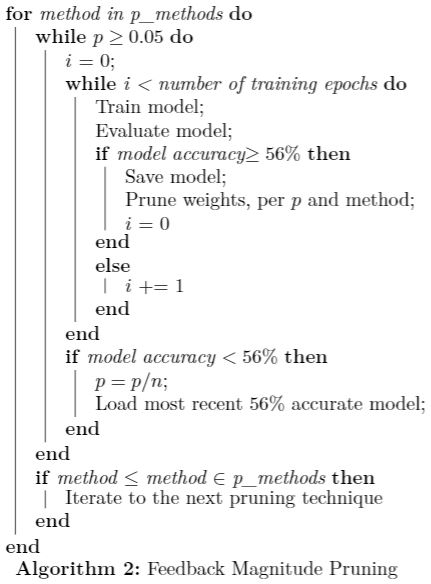 for method in p_methods do
while p ≥ 0.05 do
i = 0;
while i < number of training epochs do
Train model;
Evaluate model;
if model accuracy≥ 56% then
Save model;
Prune weights, per p and method;
i = 0
end
else
i += 1
end
end
if model accuracy < 56% then
p = p/n;
Load most recent 56% accurate model;
end
end
if method ≤ method ∈ p_methods then
Iterate to the next pruning technique
end
end
Algorithm 2: Feedback Magnitude Pruning